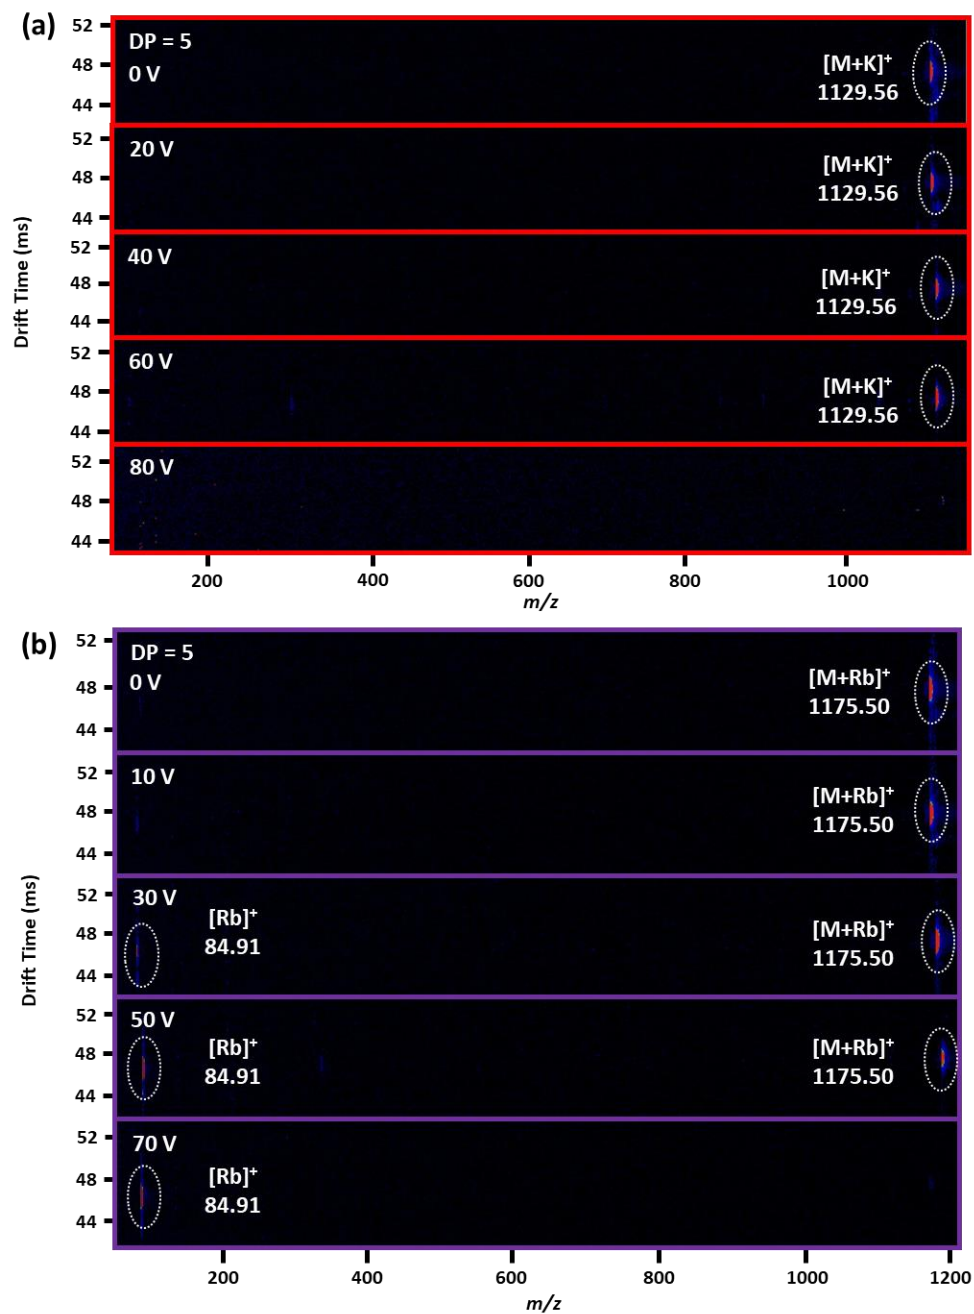 (a)
Drift Time (ms)
52
48
44
DP = 5
0 V
[M+K]⁺
1129.56
52
48
44
20 V
[M+K]⁺
1129.56
52
48
44
40 V
[M+K]⁺
1129.56
52
48
44
60 V
[M+K]⁺
1129.56
52
48
44
80 V
200 400 600 800 1000
m/z
(b)
Drift Time (ms)
52
48
44
DP = 5
0 V
[M+Rb]⁺
1175.50
52
48
44
10 V
[M+Rb]⁺
1175.50
52
48
44
30 V
[Rb]⁺
84.91
[M+Rb]⁺
1175.50
52
48
44
50 V
[Rb]⁺
84.91
[M+Rb]⁺
1175.50
52
48
44
70 V
[Rb]⁺
84.91
200 400 600 800 1000 1200
m/z